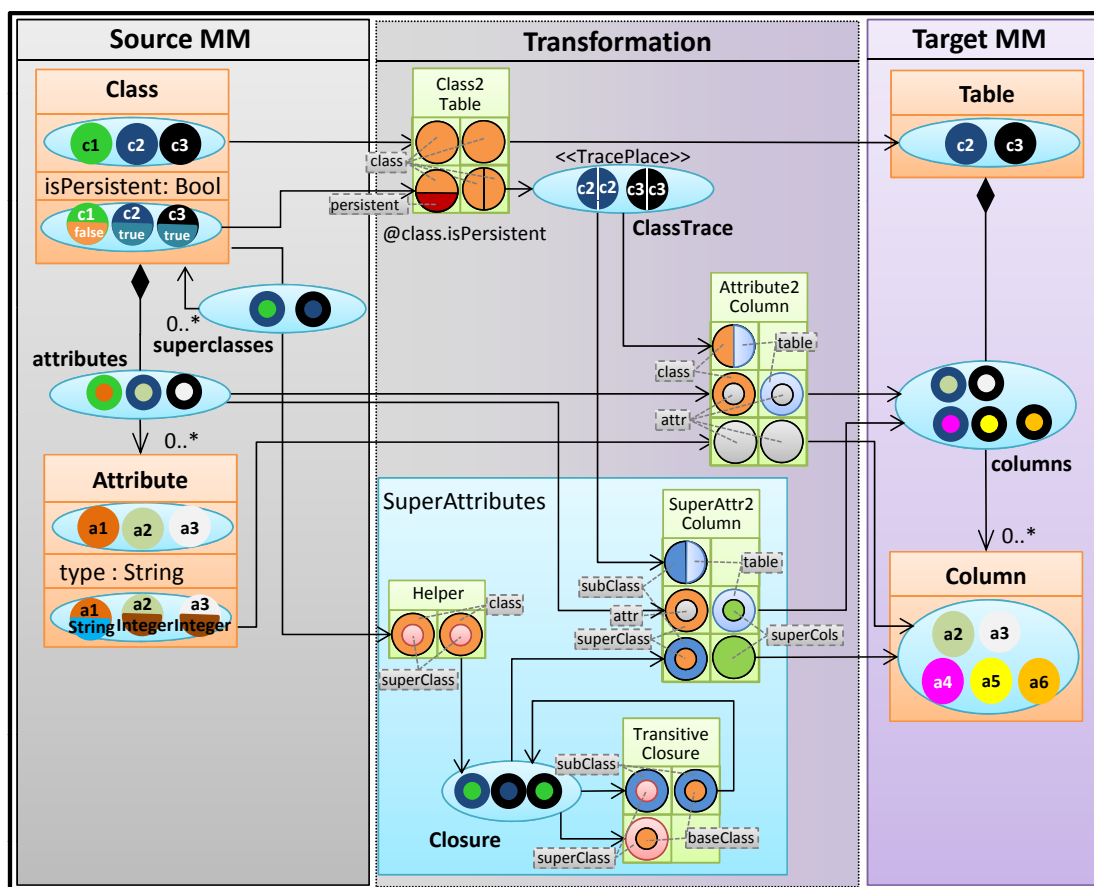 Source MM
Transformation
Target MM
Class
c1 c2 c3
isPersistent: Bool
c1 c2 c3
false true true
0..*
superclasses
attributes
0..*
Attribute
a1 a2 a3
type : String
a1 a2 a3
String Integer Integer
Class2
Table
class
persistent
@class.isPersistent
<<TracePlace>>
c2 c2 c3 c3
ClassTrace
Attribute2
Column
table
class
attr
SuperAttributes
SuperAttr2
Column
table
subClass
attr
superClass
superCols
Helper
class
superClass
Transitive
Closure
subClass
baseClass
superClass
Closure
Table
c2 c3
columns
0..*
Column
a2 a3
a4 a5 a6